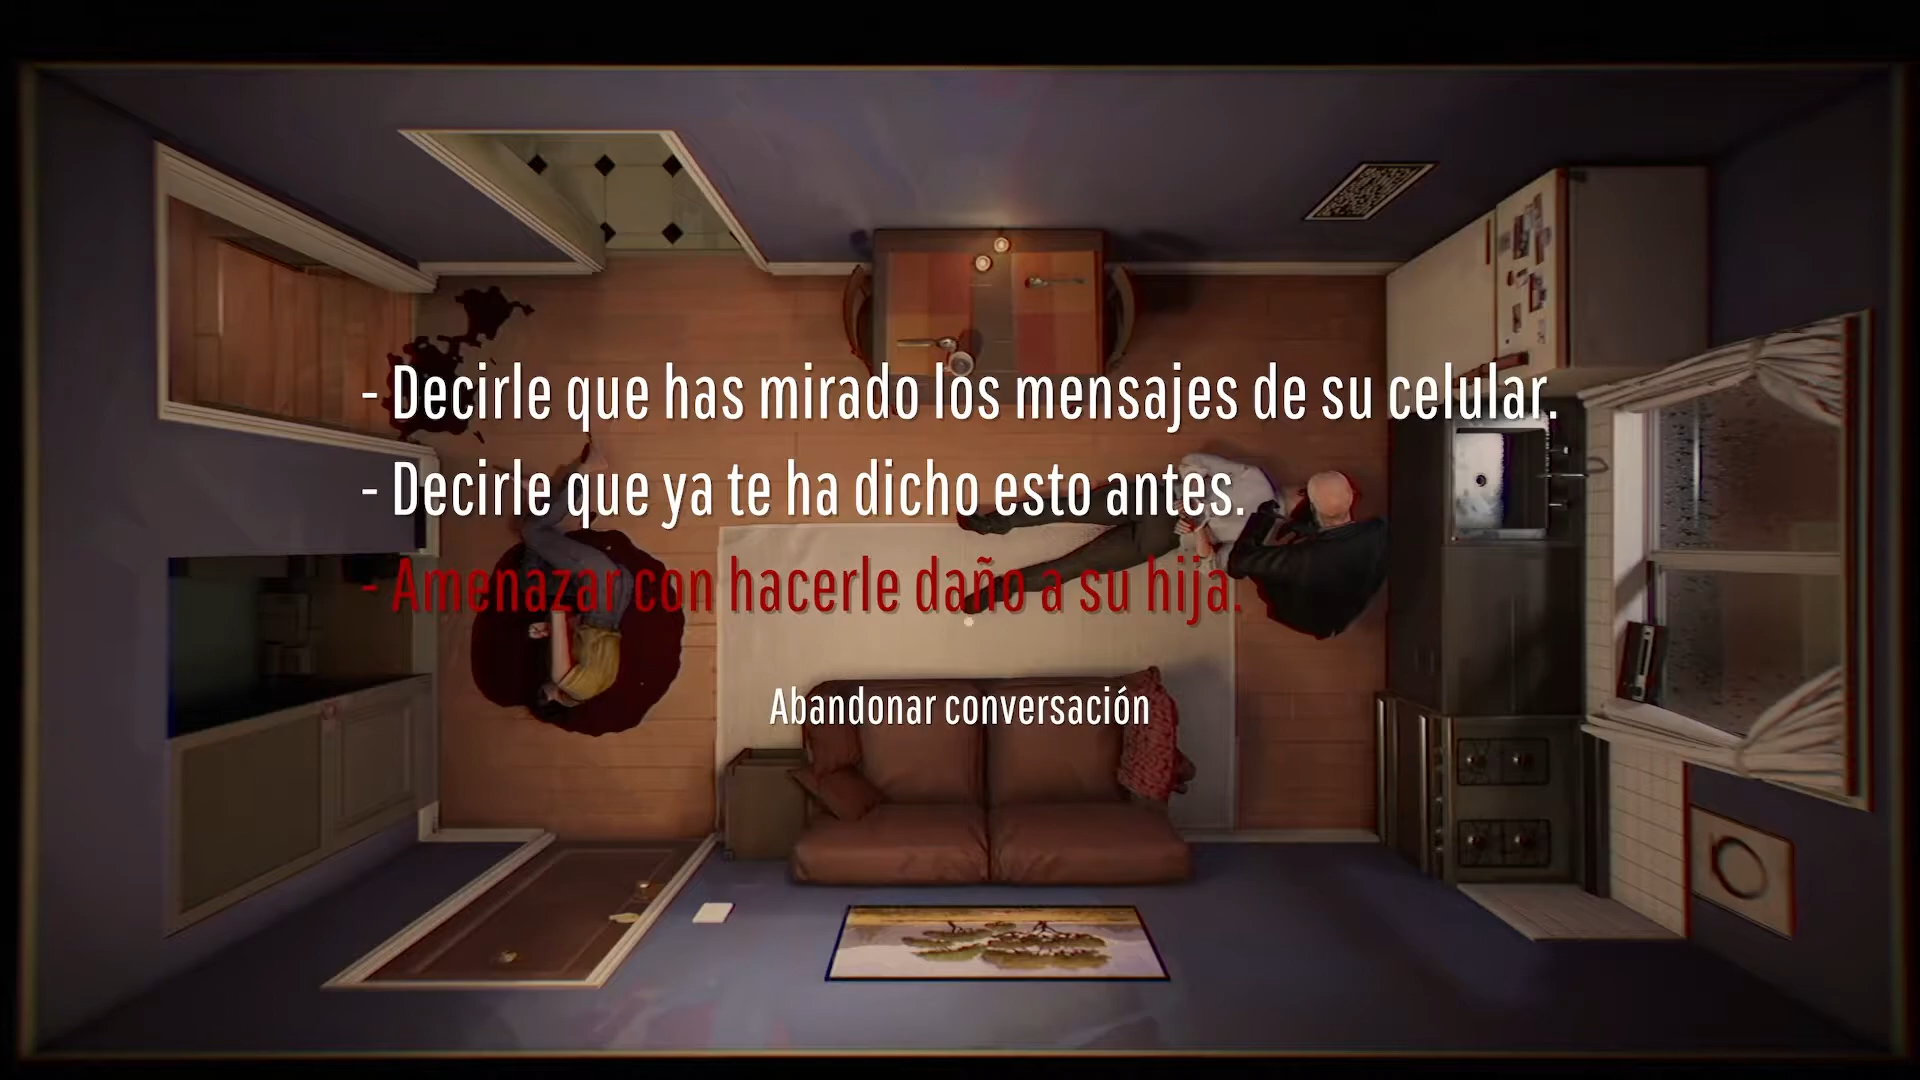 - Decirle que has mirado los mensajes de su celular.
- Decirle que ya te ha dicho esto antes.
- Amenazar con hacerle daño a su hija.
Abandonar conversación